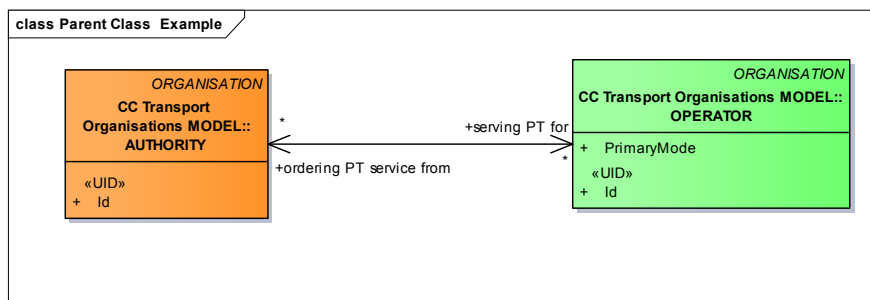 class Parent Class Example
ORGANISATION
CC Transport
Organisations MODEL::
AUTHORITY
«UID»
+ Id
*
+ordering PT service from
+serving PT for
*
ORGANISATION
CC Transport Organisations MODEL::
OPERATOR
+ PrimaryMode
«UID»
+ Id